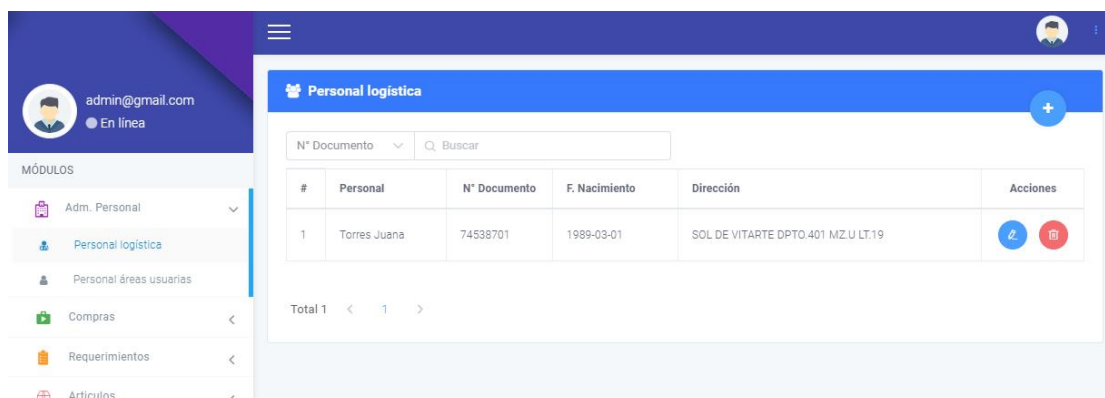 admin@gmail.com
En línea
MÓDULOS
Adm. Personal
Personal logística
Personal áreas usuarias
Compras
Requerimientos
Articulos
Personal logística
N° Documento Buscar
# Personal N° Documento F. Nacimiento Dirección Acciones
1 Torres Juana 74538701 1989-03-01 SOL DE VITARTE DPTO.401 MZ.U LT.19
Total 1 < 1 >